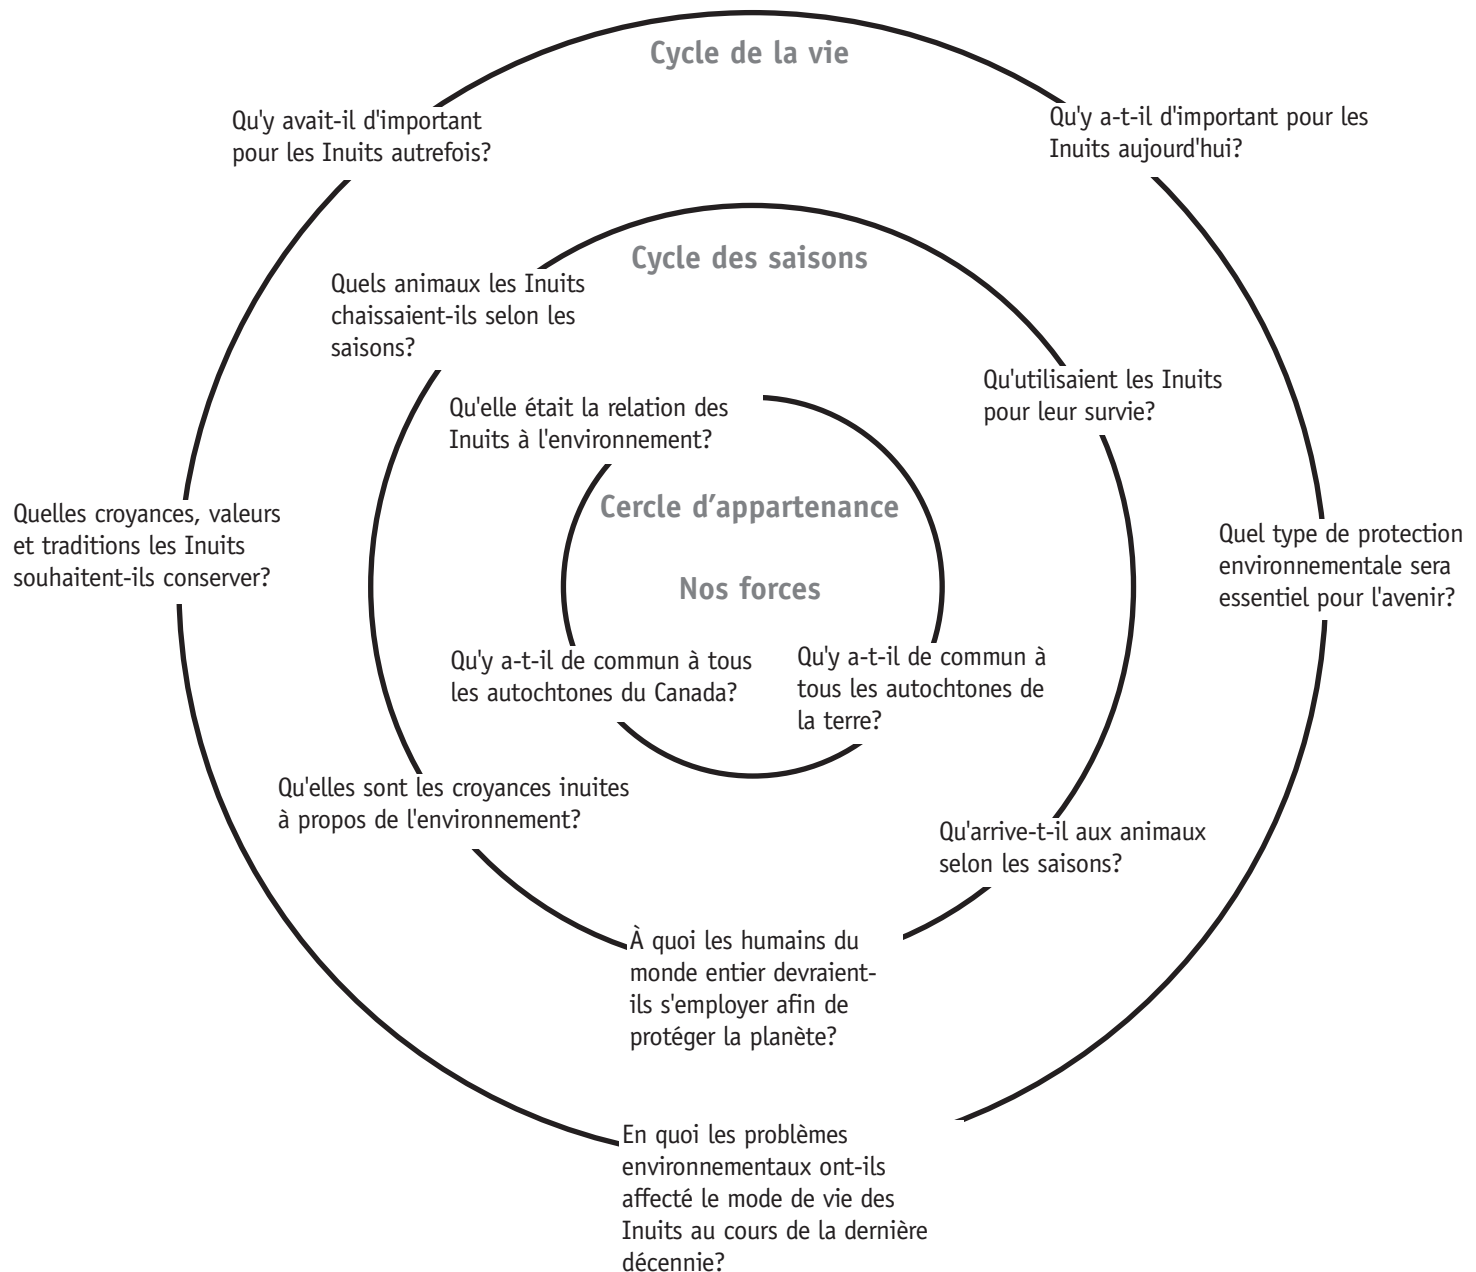 Cycle de la vie
Qu'y avait-il d'important
pour les Inuits autrefois?
Qu'y a-t-il d'important pour les
Inuits aujourd'hui?
Cycle des saisons
Quels animaux les Inuits
chaissaient-ils selon les
saisons?
Qu'utilisaient les Inuits
pour leur survie?
Qu'elle était la relation des
Inuits à l'environnement?
Cercle d’appartenance
Nos forces
Quelles croyances, valeurs
et traditions les Inuits
souhaitent-ils conserver?
Quel type de protection
environnementale sera
essentiel pour l'avenir?
Qu'y a-t-il de commun à tous
les autochtones du Canada?
Qu'y a-t-il de commun à
tous les autochtones de
la terre?
Qu'elles sont les croyances inuites
à propos de l'environnement?
Qu'arrive-t-il aux animaux
selon les saisons?
À quoi les humains du
monde entier devraient-
ils s'employer afin de
protéger la planète?
En quoi les problèmes
environnementaux ont-ils
affecté le mode de vie des
Inuits au cours de la dernière
décennie?